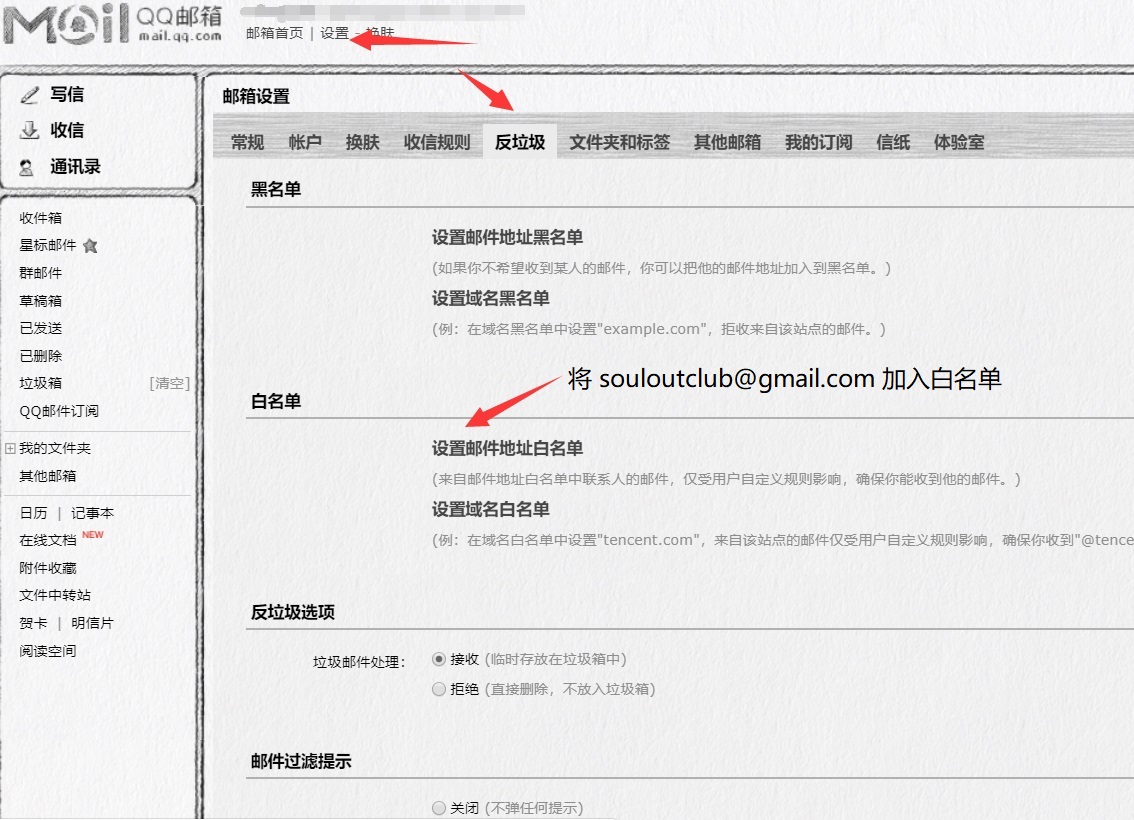 Mail QQ邮箱
mail.qq.com
邮箱首页 | 设置 - 换肤
写信
收信
通讯录
收件箱
星标邮件
群邮件
草稿箱
已发送
已删除
垃圾箱 [清空]
QQ邮件订阅
我的文件夹
其他邮箱
日历 | 记事本
在线文档 NEW
附件收藏
文件中转站
贺卡 | 明信片
阅读空间
邮箱设置
常规 帐户 换肤 收信规则 反垃圾 文件夹和标签 其他邮箱 我的订阅 信纸 体验室
黑名单
设置邮件地址黑名单
(如果你不希望收到某人的邮件，你可以把他的邮件地址加入到黑名单。)
设置域名黑名单
(例：在域名黑名单中设置"example.com"，拒收来自该站点的邮件。)
将 souloutclub@gmail.com 加入白名单
白名单
设置邮件地址白名单
(来自邮件地址白名单中联系人的邮件，仅受用户自定义规则影响，确保你能收到他的邮件。)
设置域名白名单
(例：在域名白名单中设置"tencent.com"，来自该站点的邮件仅受用户自定义规则影响，确保你收到"@tence
反垃圾选项
垃圾邮件处理： 接收 (临时存放在垃圾箱中)
拒绝 (直接删除，不放入垃圾箱)
邮件过滤提示
关闭 (不弹任何提示)